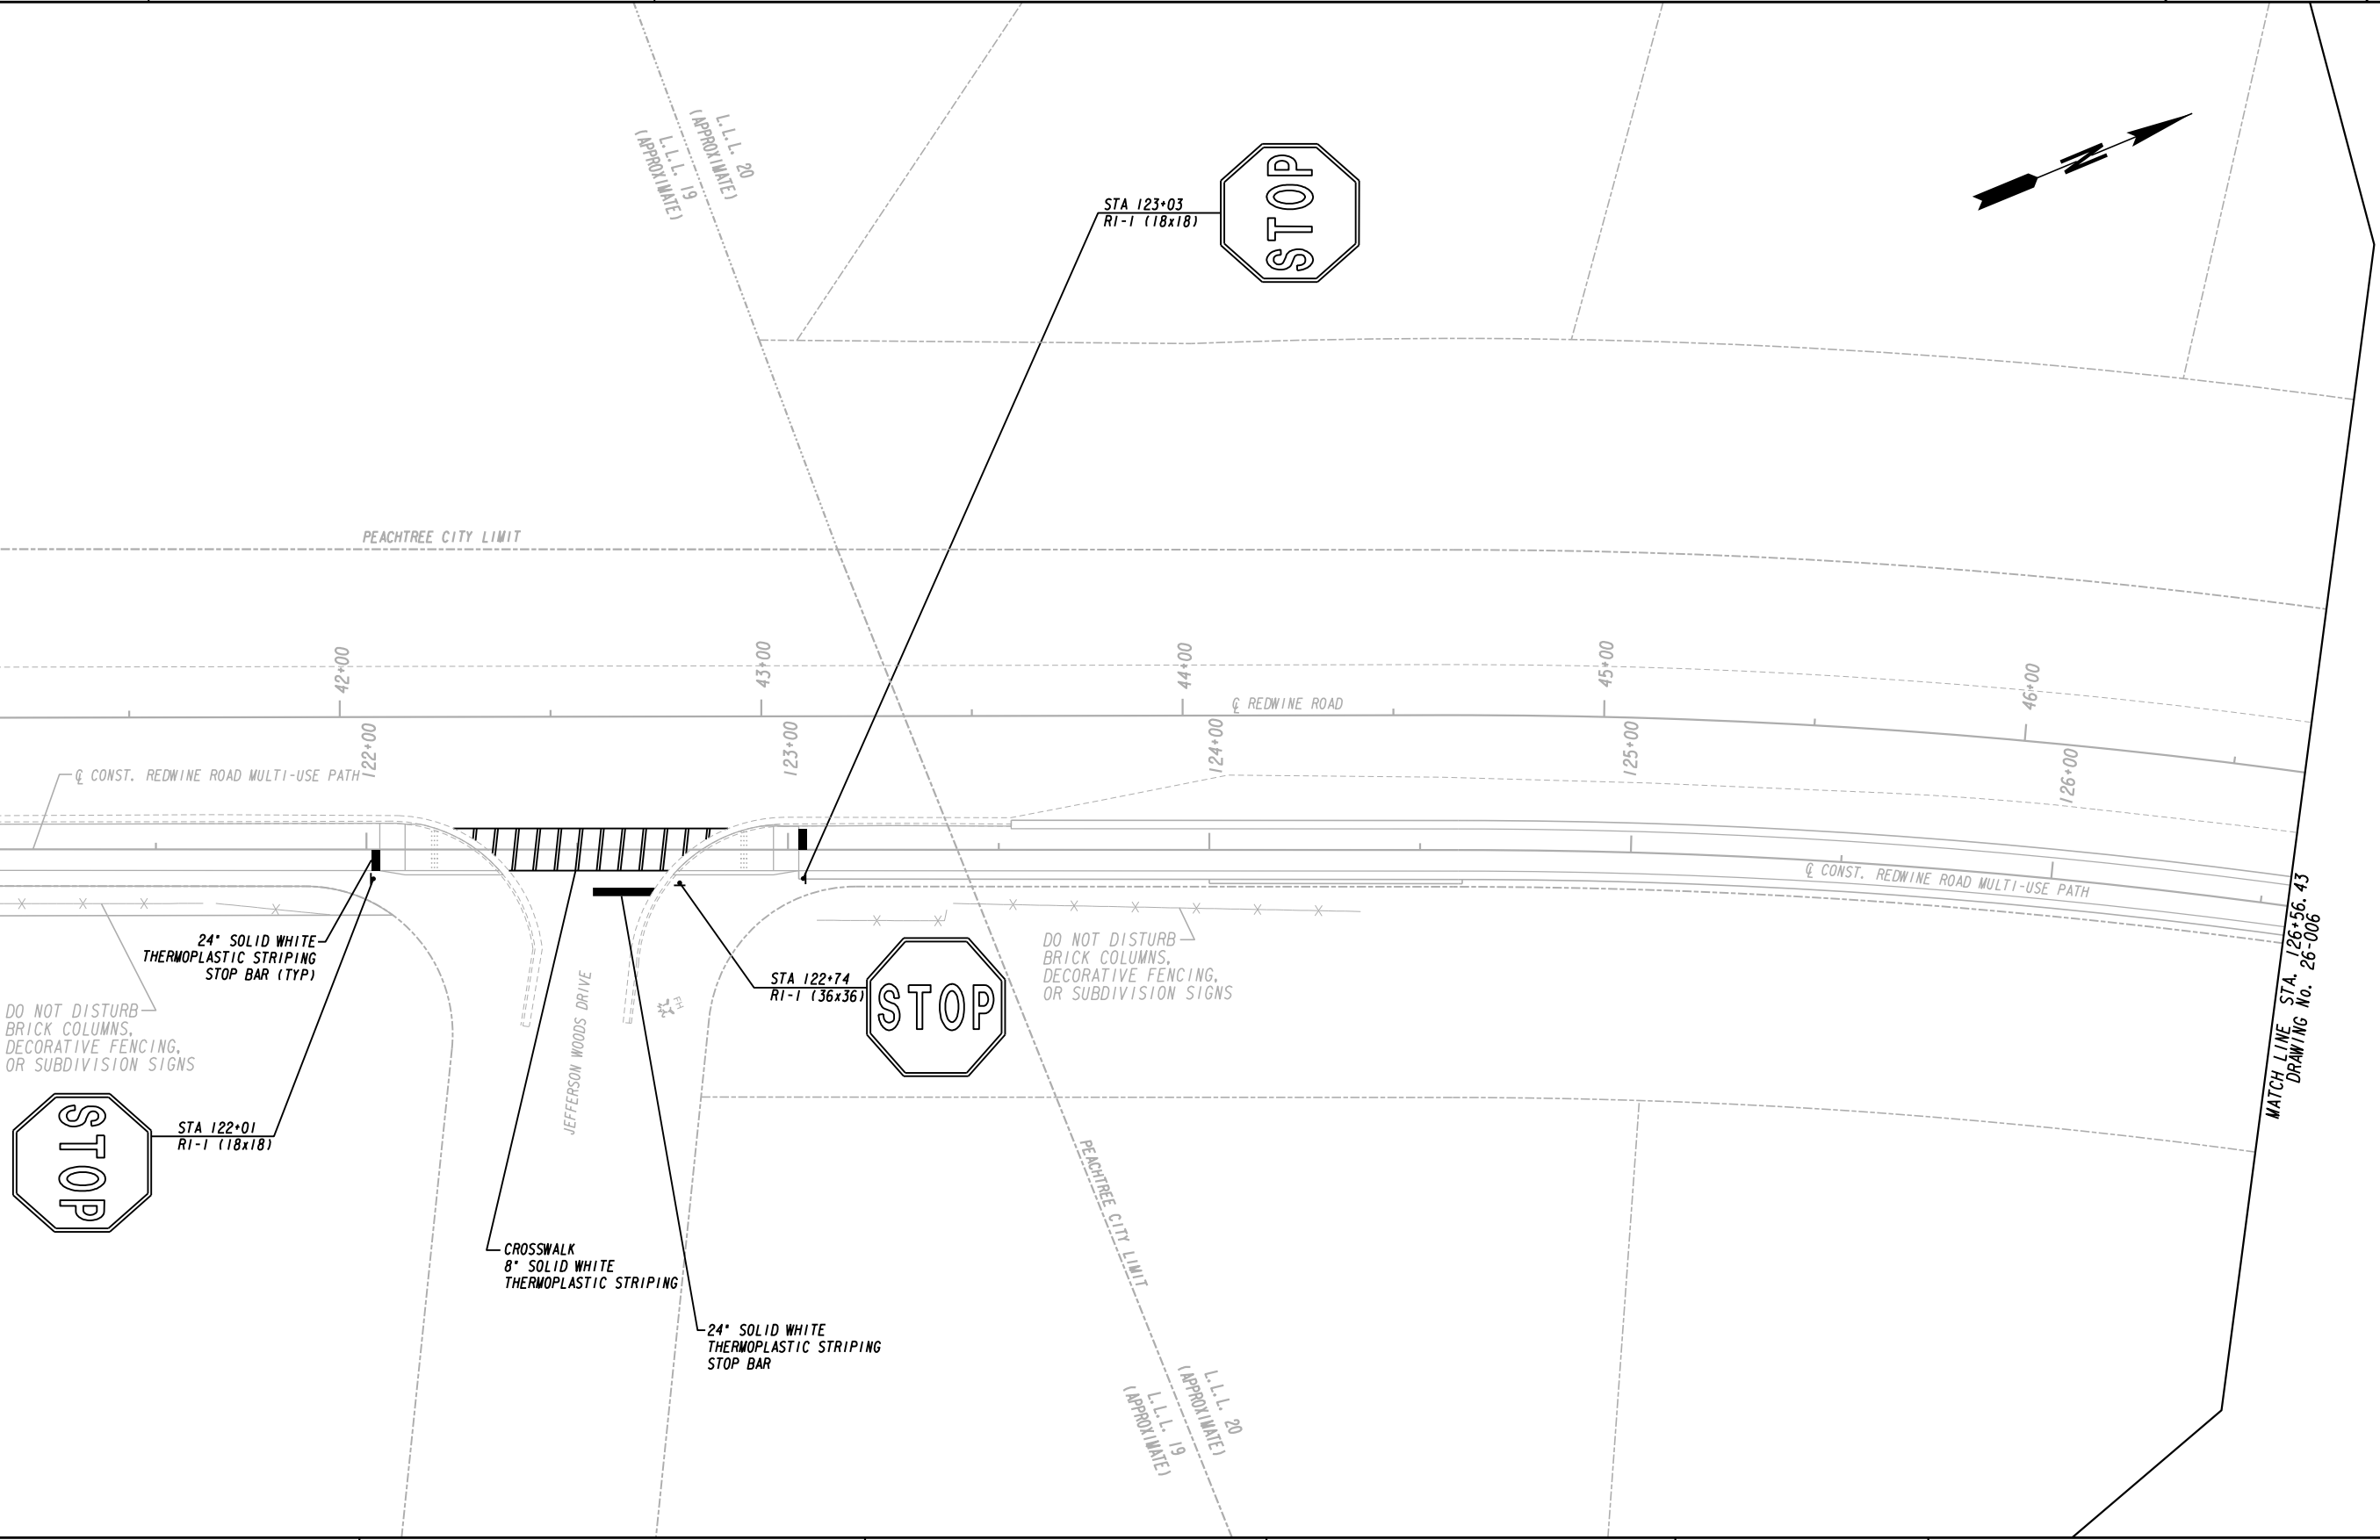 L.L.L. 20
(APPROXIMATE)
L.L.L. 19
(APPROXIMATE)
STA 123+03
R1-1 (18x18)
STOP
N
PEACHTREE CITY LIMIT
42+00
43+00
44+00
45+00
46+00
℄ REDWINE ROAD
122+00
123+00
124+00
125+00
126+00
℄ CONST. REDWINE ROAD MULTI-USE PATH
℄ CONST. REDWINE ROAD MULTI-USE PATH
24" SOLID WHITE
THERMOPLASTIC STRIPING
STOP BAR (TYP)
DO NOT DISTURB
BRICK COLUMNS,
DECORATIVE FENCING,
OR SUBDIVISION SIGNS
STOP
STA 122+01
R1-1 (18x18)
JEFFERSON WOODS DRIVE
FH
STA 122+74
R1-1 (36x36)
STOP
DO NOT DISTURB
BRICK COLUMNS,
DECORATIVE FENCING,
OR SUBDIVISION SIGNS
MATCH LINE STA. 126+56.43
DRAWING No. 26-006
CROSSWALK
8" SOLID WHITE
THERMOPLASTIC STRIPING
24" SOLID WHITE
THERMOPLASTIC STRIPING
STOP BAR
PEACHTREE CITY LIMIT
L.L.L. 20
(APPROXIMATE)
L.L.L. 19
(APPROXIMATE)